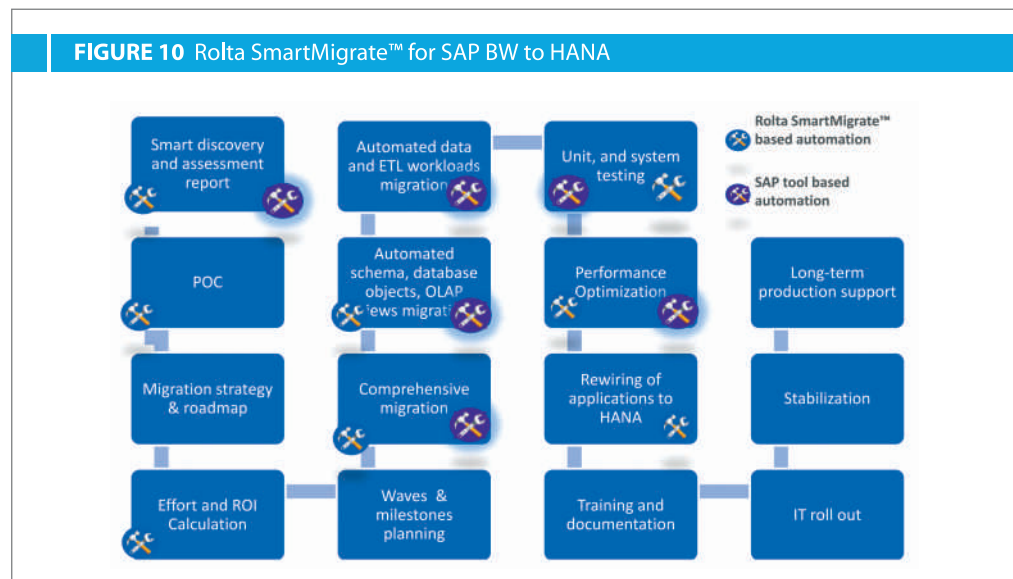 FIGURE 10 Rolta SmartMigrate™ for SAP BW to HANA
Smart discovery
and assessment
report
POC
Migration strategy
& roadmap
Effort and ROI
Calculation
Waves &
milestones
planning
Comprehensive
migration
Automated
schema, database
objects, OLAP
migration
Automated data
and ETL workloads
migration
Unit, and system
testing
Performance
Optimization
Rewiring of
applications to
HANA
Training and
documentation
IT roll out
Stabilization
Long-term
production support
Rolta SmartMigrate™
based automation
SAP tool based
automation